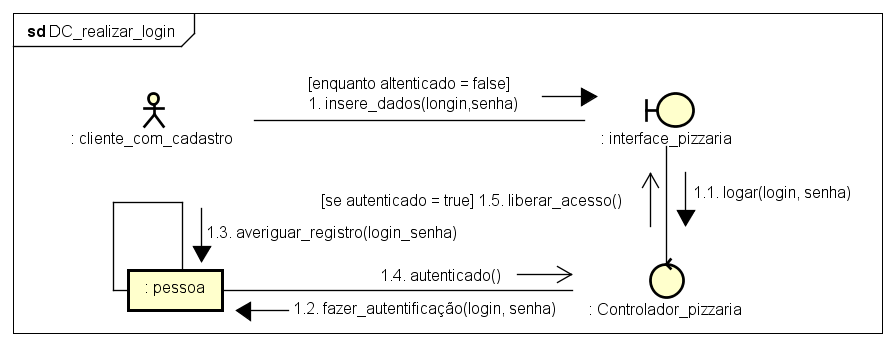 sd DC_realizar_login
[enquanto altenticado = false]
1. insere_dados(longin,senha)
: cliente_com_cadastro
: interface_pizzaria
[se autenticado = true] 1.5. liberar_acesso()
1.1. logar(login, senha)
1.3. averiguar_registro(login_senha)
: pessoa
1.4. autenticado()
1.2. fazer_autentificação(login, senha)
: Controlador_pizzaria